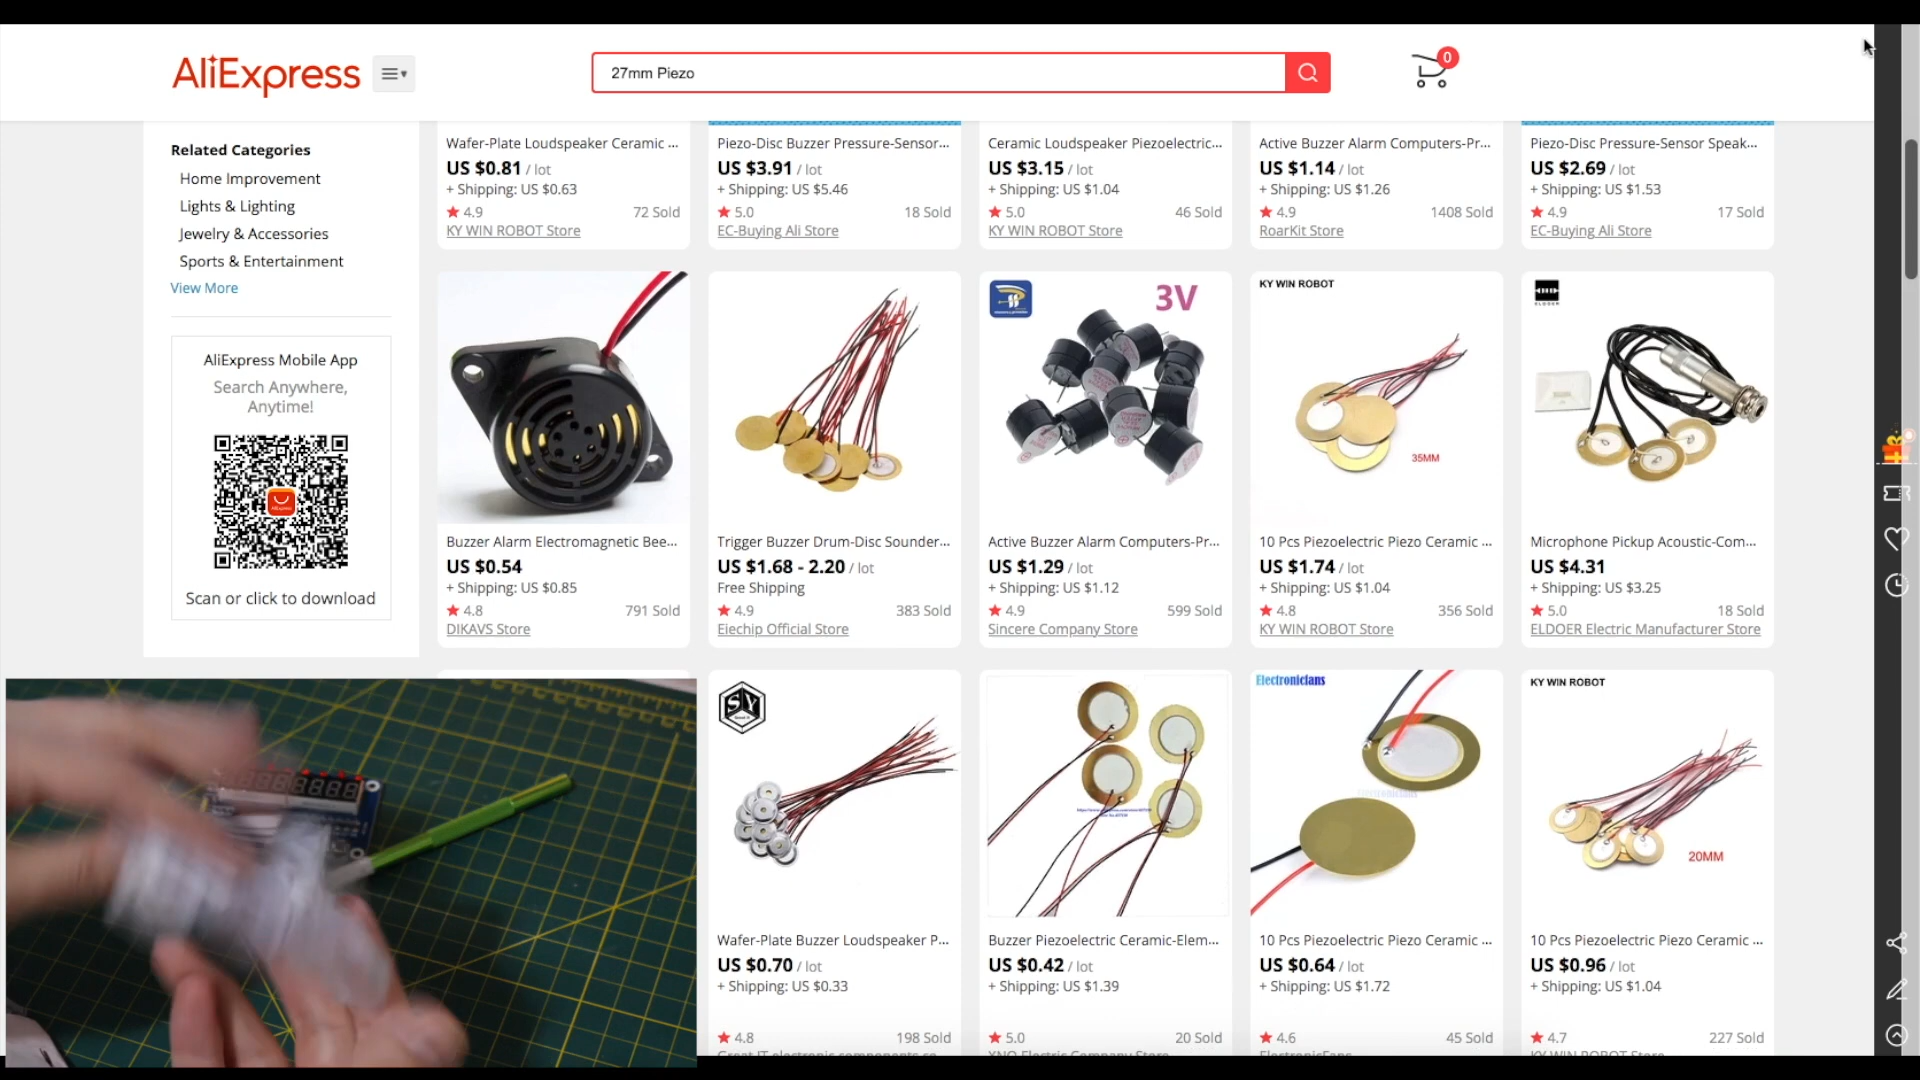 AliExpress
27mm Piezo
0
Related Categories
Home Improvement
Lights & Lighting
Jewelry & Accessories
Sports & Entertainment
View More
AliExpress Mobile App
Search Anywhere,
Anytime!
Scan or click to download
Wafer-Plate Loudspeaker Ceramic ...
US $0.81 / lot
+ Shipping: US $0.63
4.9 72 Sold
KY WIN ROBOT Store
Piezo-Disc Buzzer Pressure-Sensor...
US $3.91 / lot
+ Shipping: US $5.46
5.0 18 Sold
EC-Buying Ali Store
Ceramic Loudspeaker Piezoelectric...
US $3.15 / lot
+ Shipping: US $1.04
5.0 46 Sold
KY WIN ROBOT Store
Active Buzzer Alarm Computers-Pr...
US $1.14 / lot
+ Shipping: US $1.26
4.9 1408 Sold
RoarKit Store
Piezo-Disc Pressure-Sensor Speak...
US $2.69 / lot
+ Shipping: US $1.53
4.9 17 Sold
EC-Buying Ali Store
Buzzer Alarm Electromagnetic Bee...
US $0.54
+ Shipping: US $0.85
4.8 791 Sold
DIKAVS Store
Trigger Buzzer Drum-Disc Sounder...
US $1.68 - 2.20 / lot
Free Shipping
4.9 383 Sold
Eiechip Official Store
3V
Active Buzzer Alarm Computers-Pr...
US $1.29 / lot
+ Shipping: US $1.12
4.9 599 Sold
Sincere Company Store
KY WIN ROBOT
35MM
10 Pcs Piezoelectric Piezo Ceramic ...
US $1.74 / lot
+ Shipping: US $1.04
4.8 356 Sold
KY WIN ROBOT Store
ELDOER
Microphone Pickup Acoustic-Com...
US $4.31
+ Shipping: US $3.25
5.0 18 Sold
ELDOER Electric Manufacturer Store
SY
Wafer-Plate Buzzer Loudspeaker P...
US $0.70 / lot
+ Shipping: US $0.33
4.8 198 Sold
Buzzer Piezoelectric Ceramic-Elem...
US $0.42 / lot
+ Shipping: US $1.39
5.0 20 Sold
Electronicfans
10 Pcs Piezoelectric Piezo Ceramic ...
US $0.64 / lot
+ Shipping: US $1.72
4.6 45 Sold
KY WIN ROBOT
20MM
10 Pcs Piezoelectric Piezo Ceramic ...
US $0.96 / lot
+ Shipping: US $1.04
4.7 227 Sold